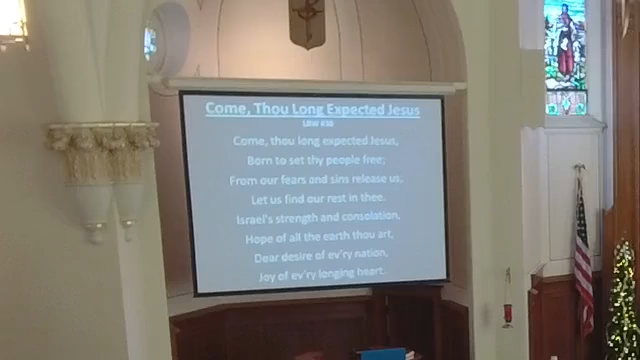 Come, Thou Long Expected Jesus
LBW #30
Come, thou long expected Jesus,
Born to set thy people free;
From our fears and sins release us;
Let us find our rest in thee.
Israel's strength and consolation,
Hope of all the earth thou art,
Dear desire of ev'ry nation,
Joy of ev'ry longing heart.